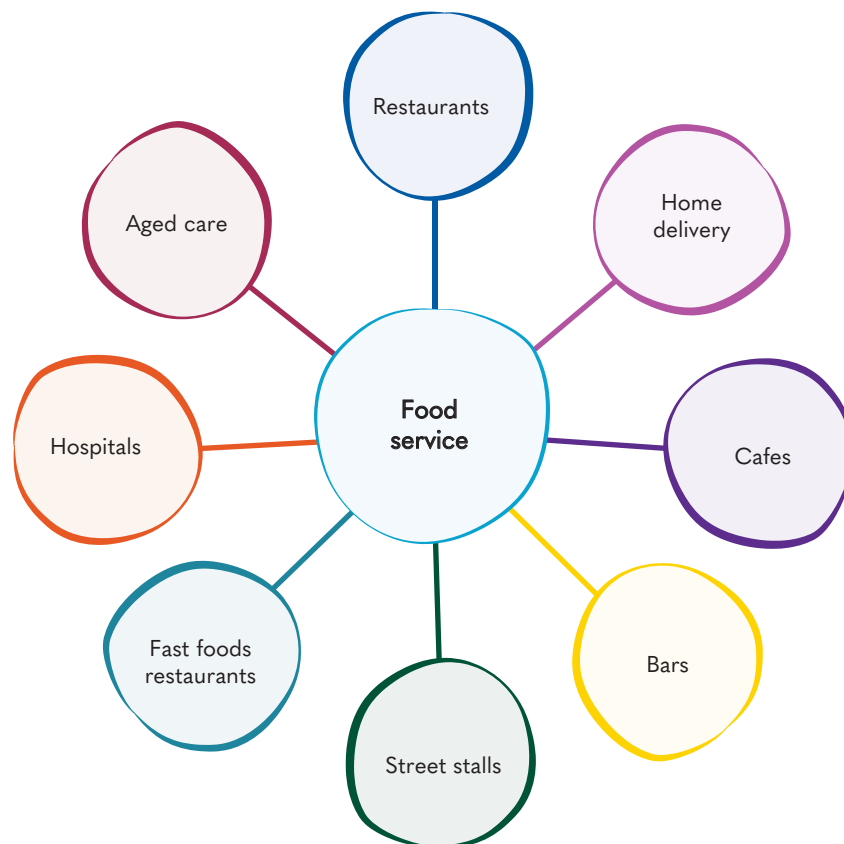 Restaurants
Home
delivery
Aged care
Food
service
Hospitals
Cafes
Fast foods
restaurants
Bars
Street stalls